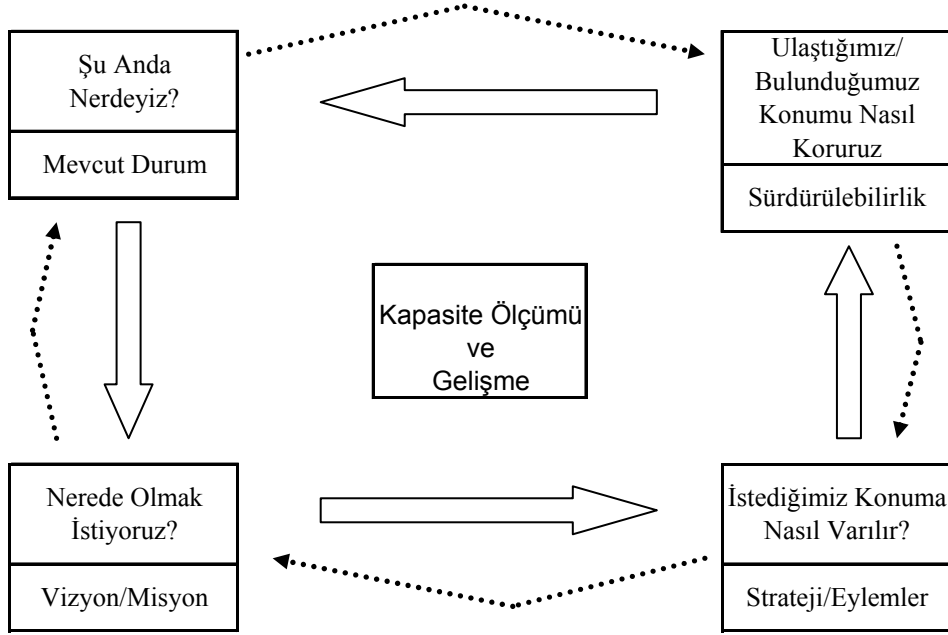 Şu Anda
Nerdeyiz?
Mevcut Durum
Ulaştığımız/
Bulunduğumuz
Konumu Nasıl
Koruruz
Sürdürülebilirlik
Kapasite Ölçümü
ve
Gelişme
Nerede Olmak
İstiyoruz?
Vizyon/Misyon
İstediğimiz Konuma
Nasıl Varılır?
Strateji/Eylemler